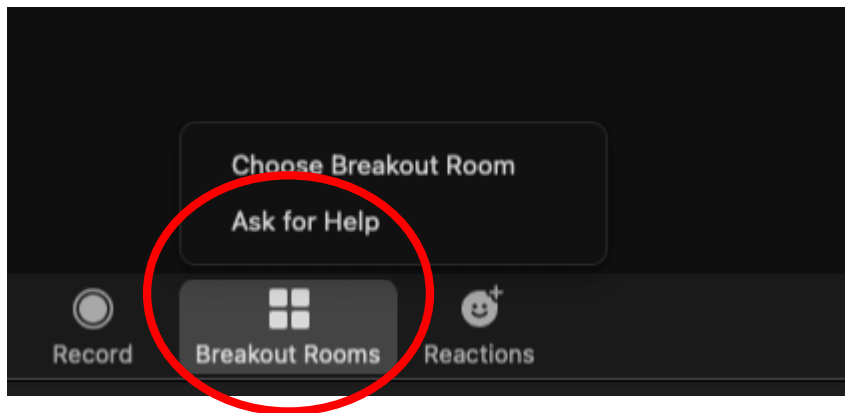 Choose Breakout Room
Ask for Help
Record
Breakout Rooms
Reactions